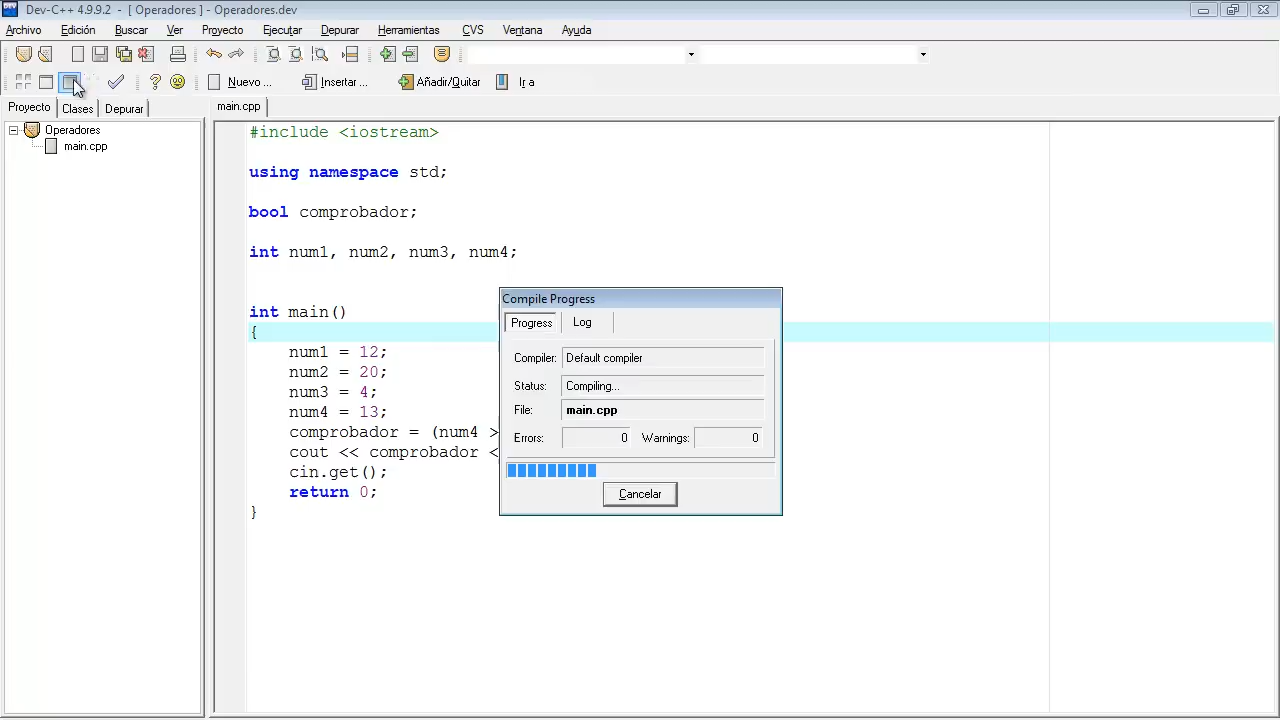 Dev-C++ 4.9.9.2 - [ Operadores ] - Operadores.dev
Archivo Edición Buscar Ver Proyecto Ejecutar Depurar Herramientas CVS Ventana Ayuda
Nuevo ... Insertar ... Añadir/Quitar Ir a
Proyecto Clases Depurar
main.cpp
Operadores
main.cpp
#include <iostream>
using namespace std;
bool comprobador;
int num1, num2, num3, num4;
int main()
{
num1 = 12;
num2 = 20;
num3 = 4;
num4 = 13;
comprobador = (num4 >
cout << comprobador <
cin.get();
return 0;
}
Compile Progress
Progress Log
Compiler: Default compiler
Status: Compiling...
File: main.cpp
Errors: 0 Warnings: 0
Cancelar